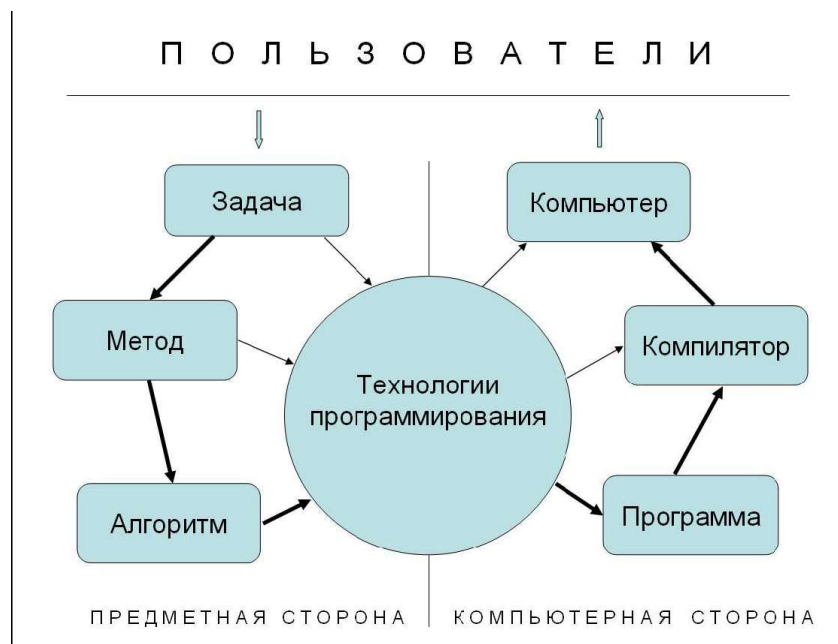 ПОЛЬЗОВАТЕЛИ
Задача
Компьютер
Метод
Компилятор
Технологии
программирования
Алгоритм
Программа
ПРЕДМЕТНАЯ СТОРОНА
КОМПЬЮТЕРНАЯ СТОРОНА